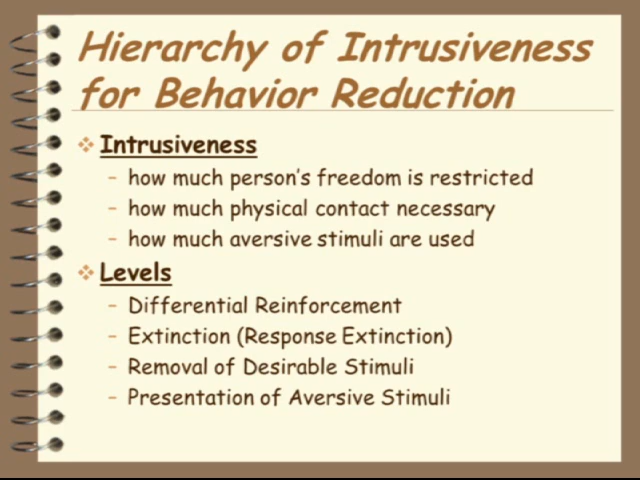 Hierarchy of Intrusiveness
for Behavior Reduction
❖ Intrusiveness
– how much person's freedom is restricted
– how much physical contact necessary
– how much aversive stimuli are used
❖ Levels
– Differential Reinforcement
– Extinction (Response Extinction)
– Removal of Desirable Stimuli
– Presentation of Aversive Stimuli